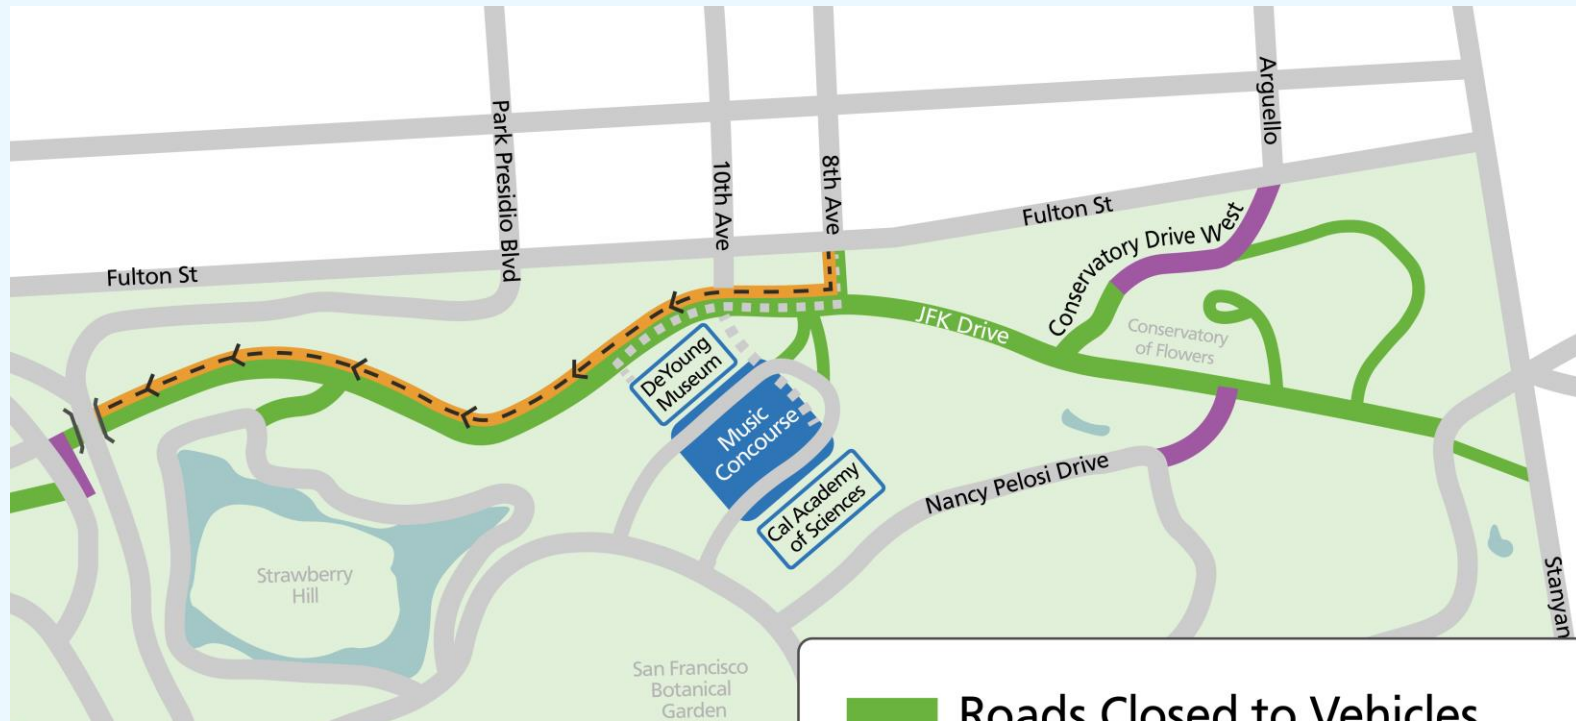 Arguello
Park Presidio Blvd
10th Ave
8th Ave
Fulton St
Conservatory Drive West
Fulton St
JFK Drive
Conservatory
of Flowers
DeYoung
Museum
Music
Concourse
Cal Academy
of Sciences
Nancy Pelosi Drive
Strawberry
Hill
Stanyan
San Francisco
Botanical
Garden
Roads Closed to Vehicles